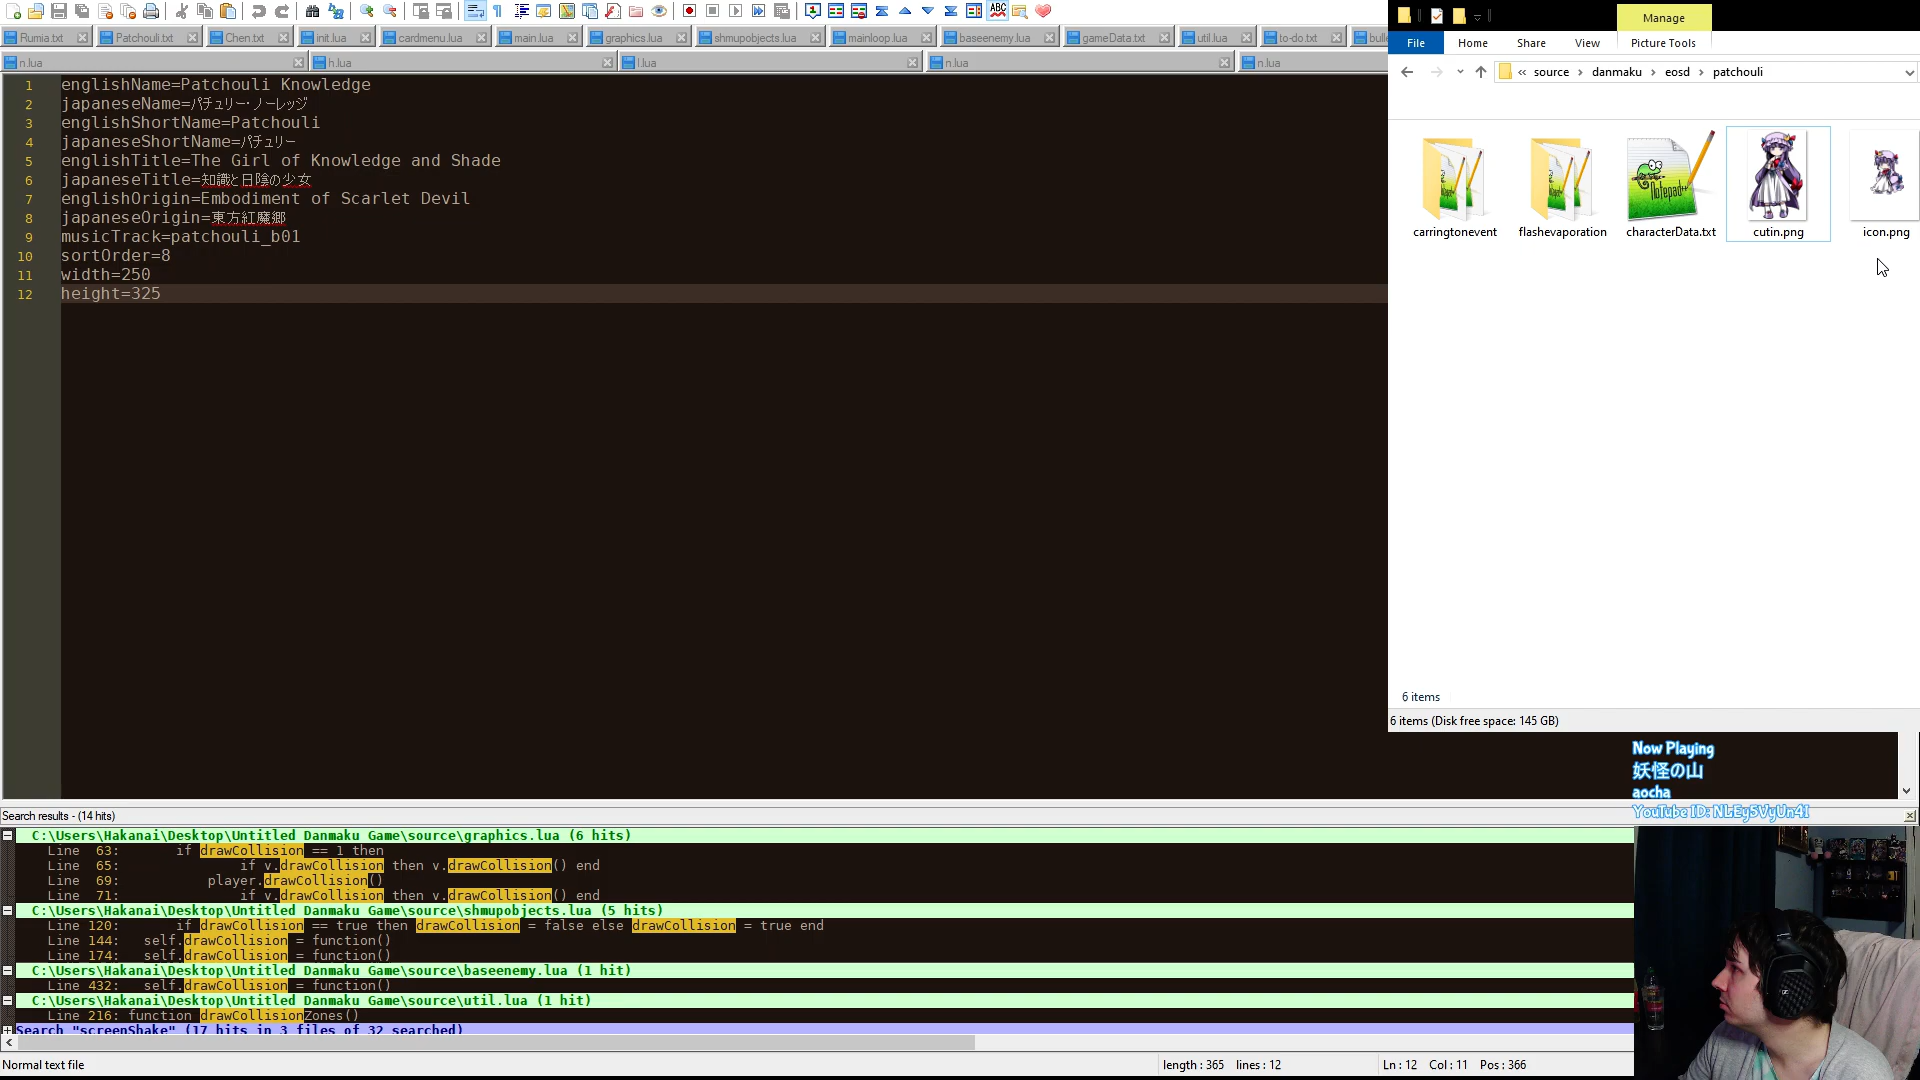 Manage
Rumia.txt
Patchouli.txt
Chen.txt
init.lua
cardmenu.lua
main.lua
graphics.lua
shmupobjects.lua
mainloop.lua
baseenemy.lua
gameData.txt
util.lua
to-do.txt
File
Home
Share
View
Picture Tools
n.lua
h.lua
l.lua
n.lua
n.lua
« source > danmaku > eosd > patchouli
1 englishName=Patchouli Knowledge
2 japaneseName=パチュリー・ノーレッジ
3 englishShortName=Patchouli
4 japaneseShortName=パチュリー
5 englishTitle=The Girl of Knowledge and Shade
6 japaneseTitle=知識と日陰の少女
7 englishOrigin=Embodiment of Scarlet Devil
8 japaneseOrigin=東方紅魔郷
9 musicTrack=patchouli_b01
10 sortOrder=8
11 width=250
12 height=325
carringtonevent
flashevaporation
characterData.txt
cutin.png
icon.png
6 items
6 items (Disk free space: 145 GB)
Now Playing
妖怪の山
aocha
YouTube ID: NLEy5VyUn4I
Search results - (14 hits)
C:\Users\Hakanai\Desktop\Untitled Danmaku Game\source\graphics.lua (6 hits)
Line 63: if drawCollision == 1 then
Line 65: if v.drawCollision then v.drawCollision() end
Line 69: player.drawCollision()
Line 71: if v.drawCollision then v.drawCollision() end
C:\Users\Hakanai\Desktop\Untitled Danmaku Game\source\shmupobjects.lua (5 hits)
Line 120: if drawCollision == true then drawCollision = false else drawCollision = true end
Line 144: self.drawCollision = function()
Line 174: self.drawCollision = function()
C:\Users\Hakanai\Desktop\Untitled Danmaku Game\source\baseenemy.lua (1 hit)
Line 432: self.drawCollision = function()
C:\Users\Hakanai\Desktop\Untitled Danmaku Game\source\util.lua (1 hit)
Line 216: function drawCollisionZones()
Search "screenShake" (17 hits in 3 files of 32 searched)
Normal text file
length : 365 lines : 12
Ln : 12 Col : 11 Pos : 366